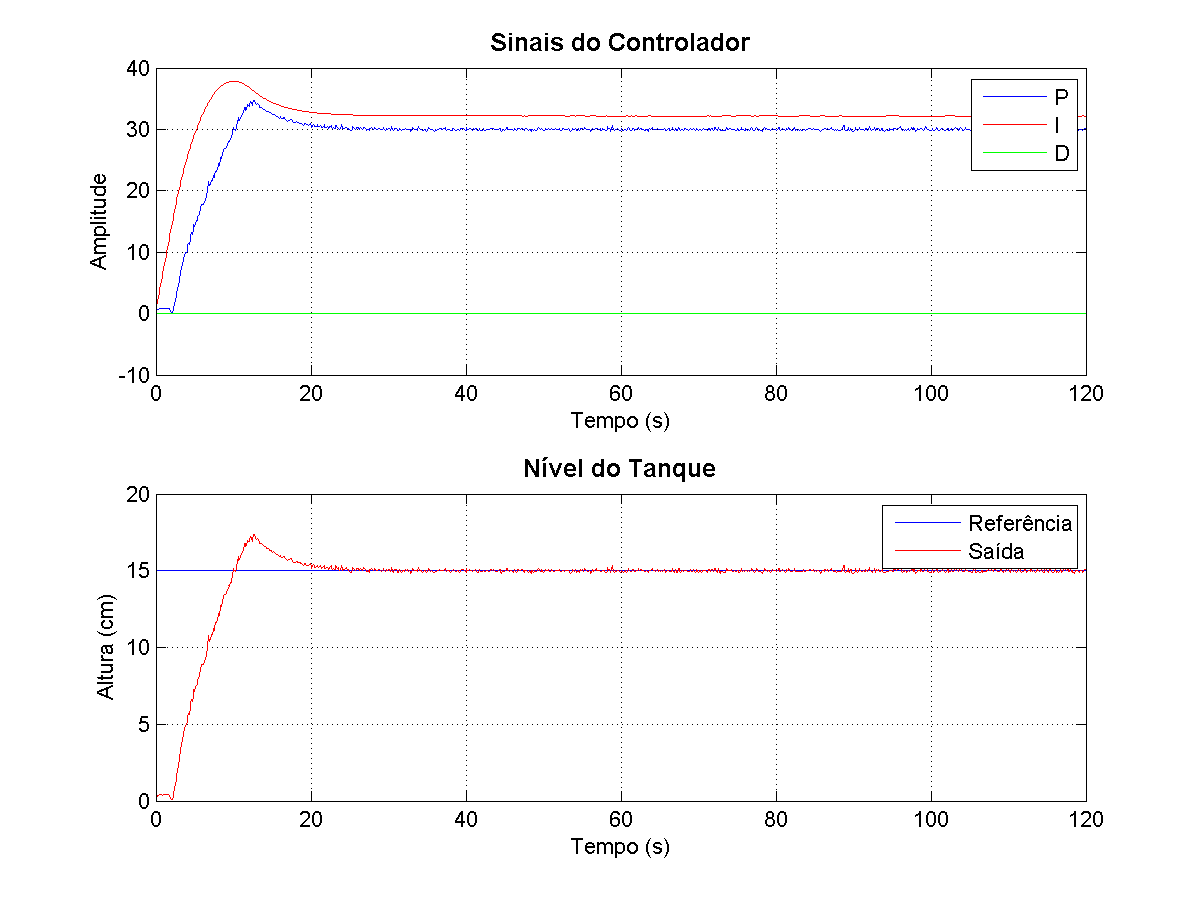 Sinais do Controlador
40
30
20
10
0
-10
Amplitude
P
I
D
0 20 40 60 80 100 120
Tempo (s)
Nível do Tanque
20
15
10
5
0
Altura (cm)
Referência
Saída
0 20 40 60 80 100 120
Tempo (s)